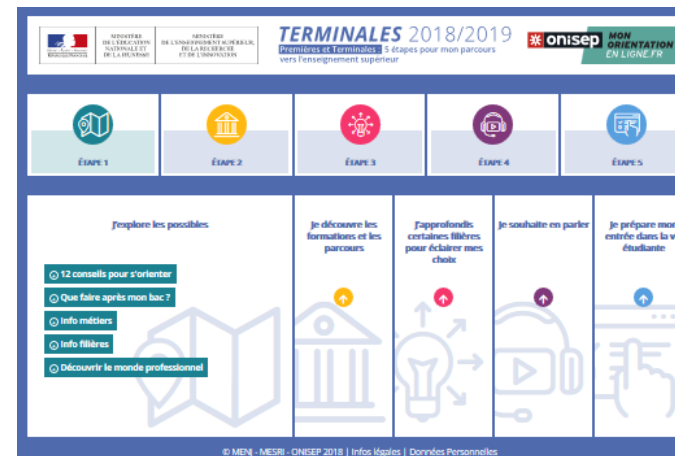 MINISTÈRE
DE L'ÉDUCATION
NATIONALE ET
DE LA JEUNESSE
MINISTÈRE
DE L'ENSEIGNEMENT SUPÉRIEUR,
DE LA RECHERCHE
ET DE L'INNOVATION
TERMINALES 2018/2019
Premières et Terminales : 5 étapes pour mon parcours
vers l'enseignement supérieur
onisep
MON
ORIENTATION
EN LIGNE.FR
ÉTAPE 1
ÉTAPE 2
ÉTAPE 3
ÉTAPE 4
ÉTAPE 5
J'explore les possibles
12 conseils pour s'orienter
Que faire après mon bac ?
Info métiers
Info filières
Découvrir le monde professionnel
Je découvre les
formations et les
parcours
J'approfondis
certaines filières
pour éclairer mes
choix
Je souhaite en parler
Je prépare mon
entrée dans la v
étudiante
© MENJ - MESRI - ONISEP 2018 | Infos légales | Données Personnelles